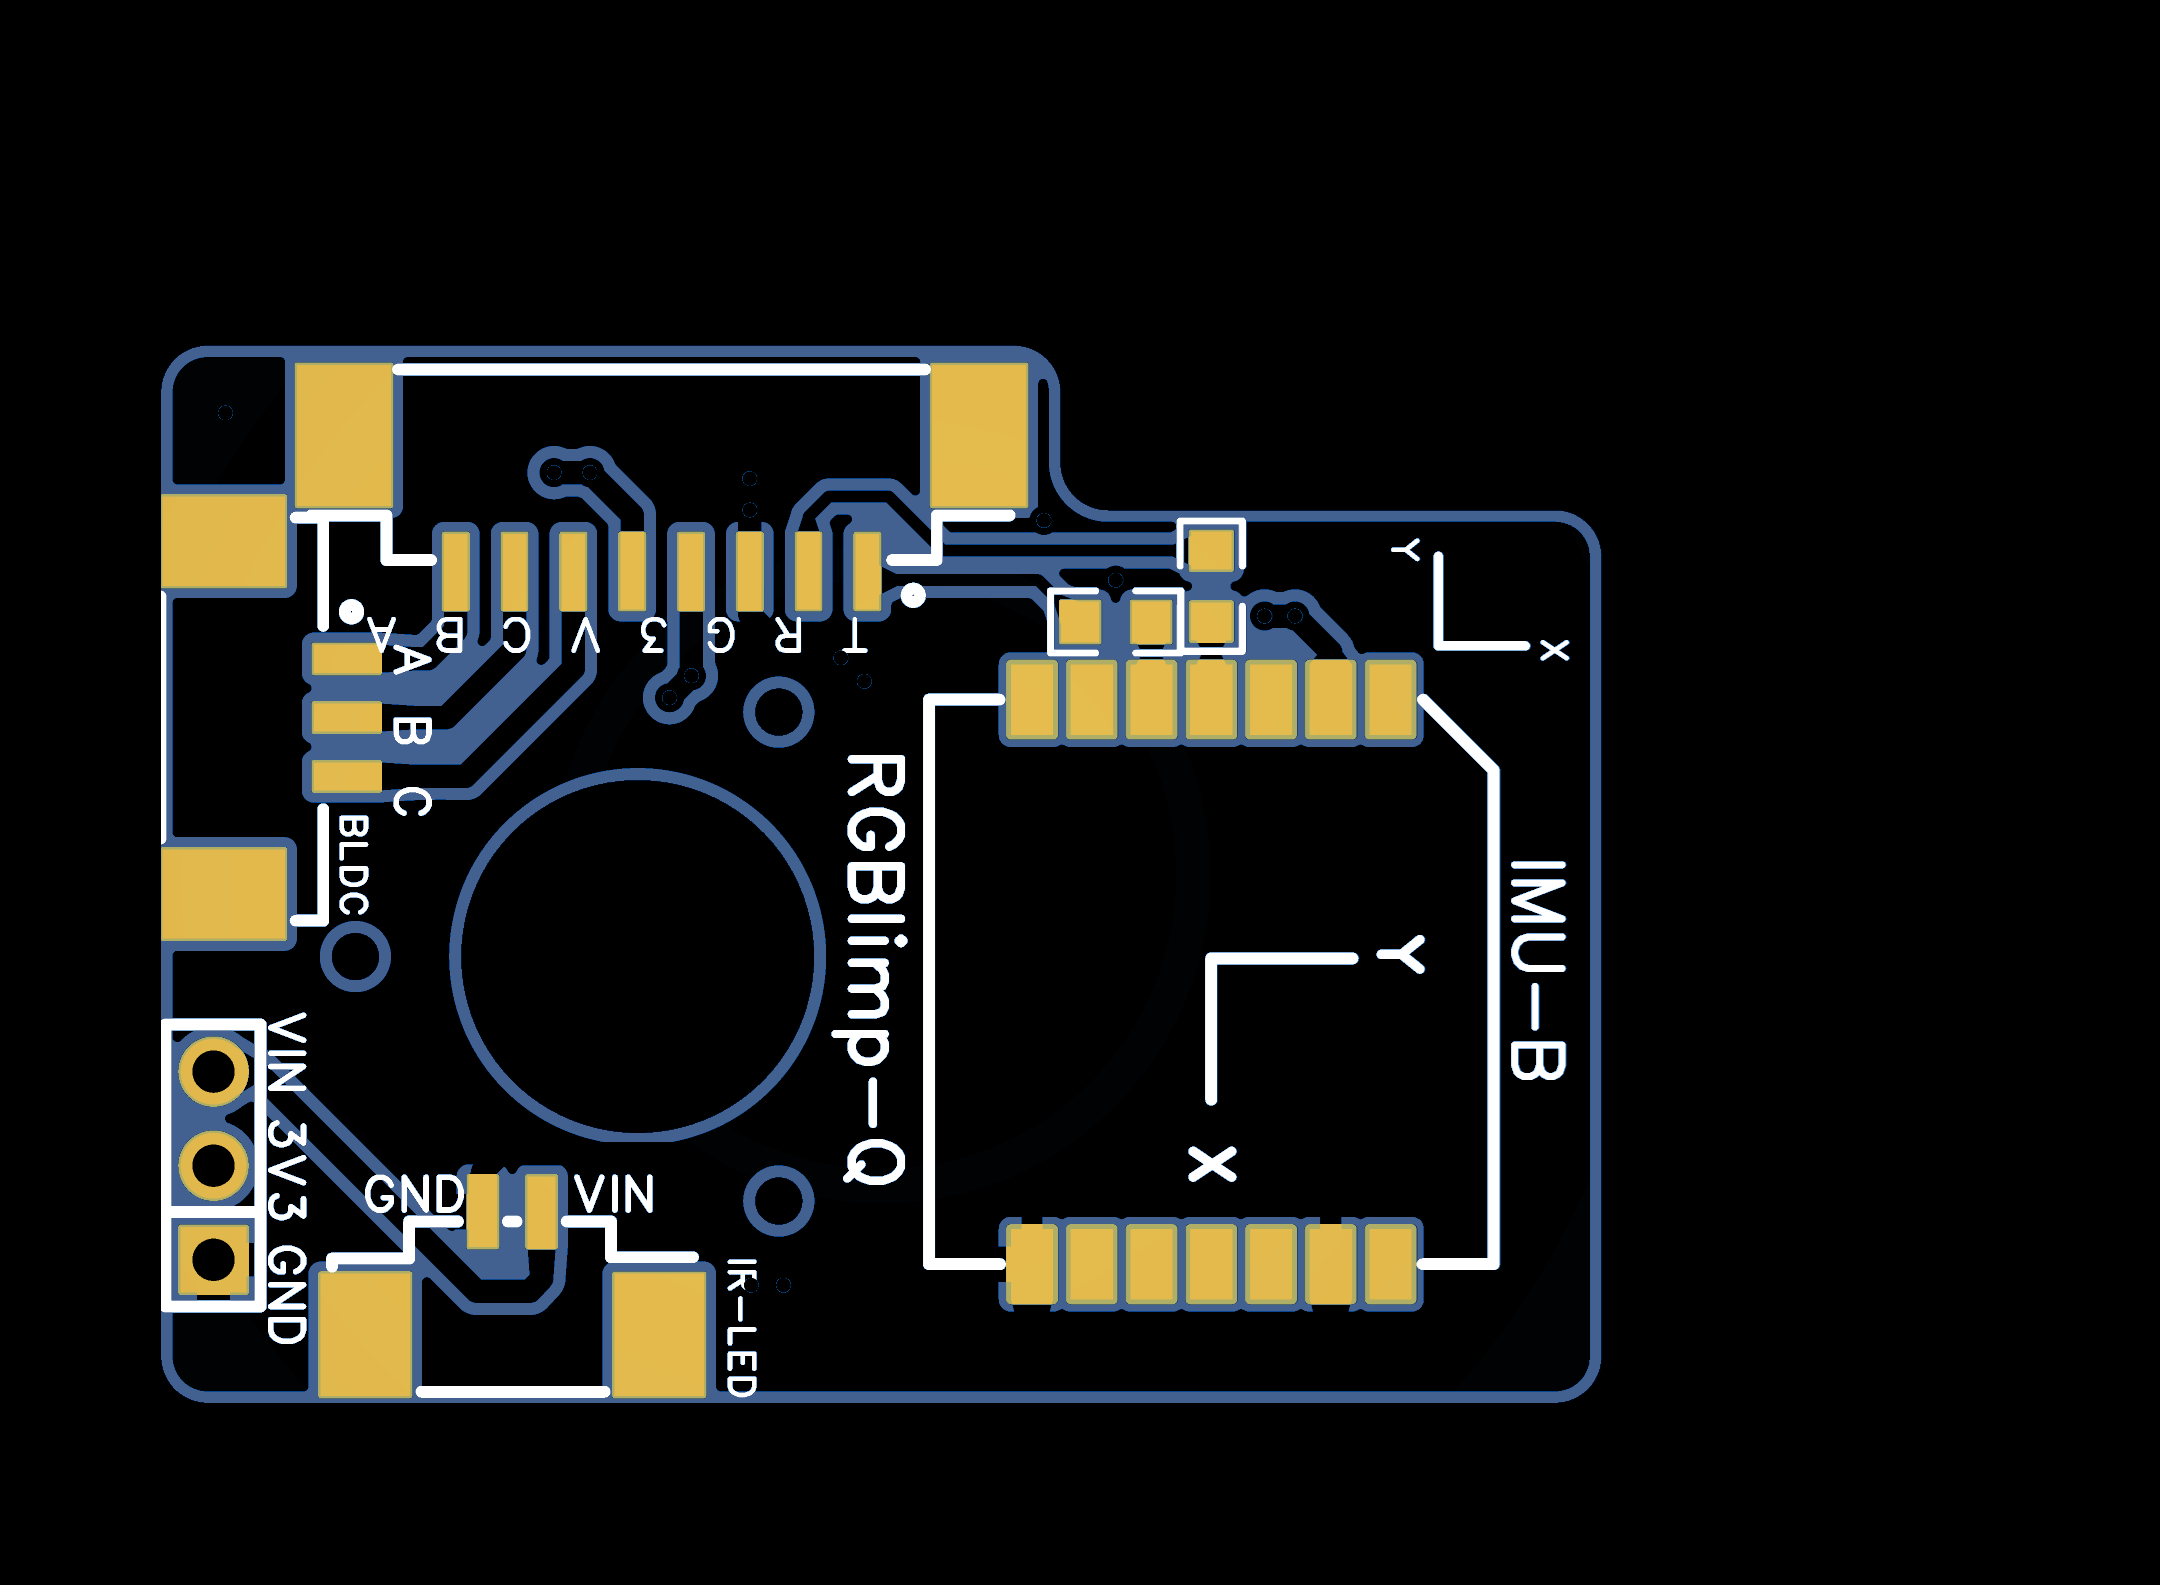 A B C V 3 G R T
A
B
C
BLDC
VIN 3V3 GND
GND
VIN
IR-LED
RGBlimp-Q
Y
X
Y
X
IMU-B